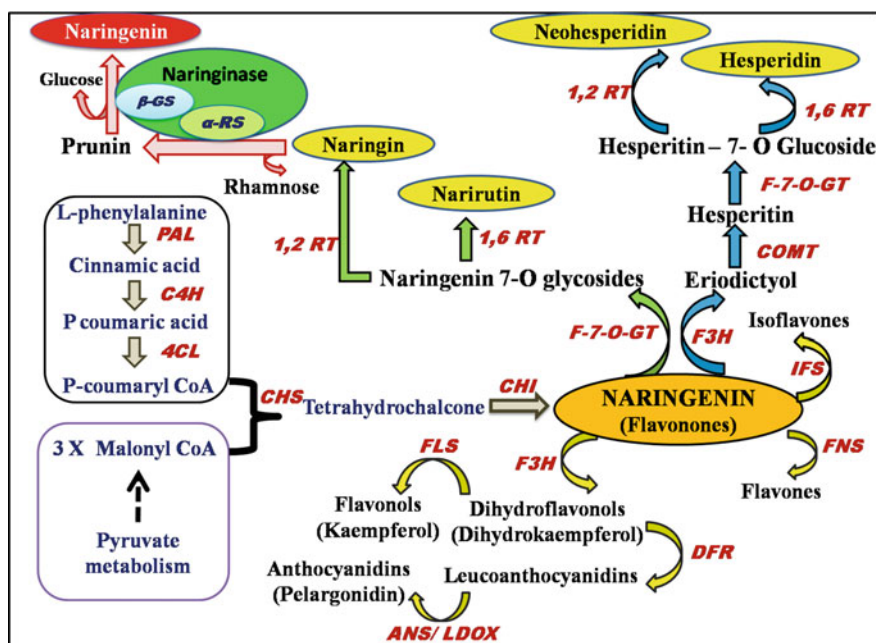 Naringenin
Glucose
Naringinase
β-GS
α-RS
Prunin
Rhamnose
Naringin
Narirutin
1,2 RT
1,6 RT
Naringenin 7-O glycosides
F-7-O-GT
Neohesperidin
Hesperidin
1,2 RT
1,6 RT
Hesperitin – 7- O Glucoside
F-7-O-GT
Hesperitin
COMT
Eriodictyol
F3H
Isoflavones
IFS
L-phenylalanine
PAL
Cinnamic acid
C4H
P coumaric acid
4CL
P-coumaryl CoA
CHS
Tetrahydrochalcone
CHI
NARINGENIN
(Flavonones)
FNS
Flavones
3 X Malonyl CoA
Pyruvate
metabolism
F3H
FLS
Flavonols
(Kaempferol)
Dihydroflavonols
(Dihydrokaempferol)
DFR
Leucoanthocyanidins
Anthocyanidins
(Pelargonidin)
ANS/ LDOX